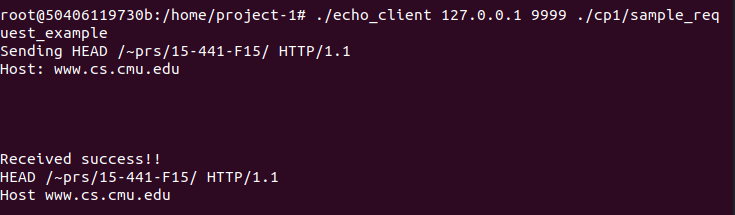 root@50406119730b:/home/project-1# ./echo_client 127.0.0.1 9999 ./cp1/sample_req
uest_example
Sending HEAD /~prs/15-441-F15/ HTTP/1.1
Host: www.cs.cmu.edu
Received success!!
HEAD /~prs/15-441-F15/ HTTP/1.1
Host www.cs.cmu.edu